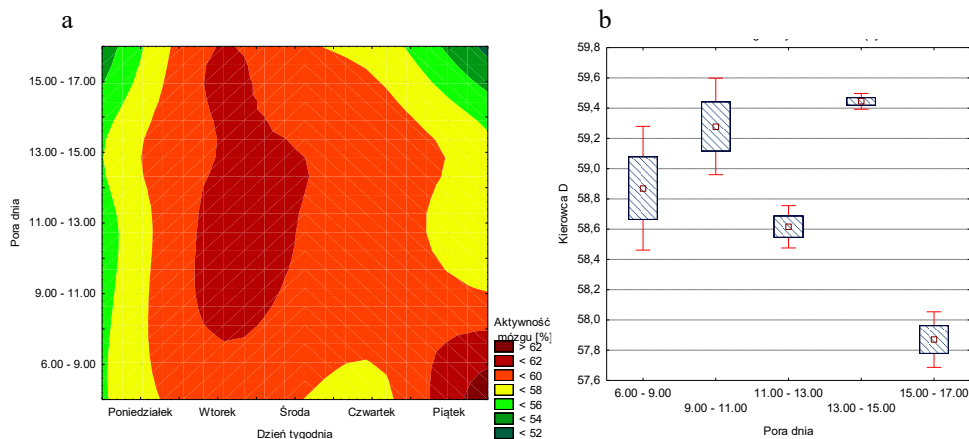 a
Pora dnia
15.00 - 17.00
13.00 - 15.00
11.00 - 13.00
9.00 - 11.00
6.00 - 9.00
Poniedziałek Wtorek Środa Czwartek Piątek
Dzień tygodnia
Aktywność
mózgu [%]
> 62
< 62
< 60
< 58
< 56
< 54
< 52
b
Kierowca D
59,8
59,6
59,4
59,2
59,0
58,8
58,6
58,4
58,2
58,0
57,8
57,6
6.00 - 9.00 11.00 - 13.00 15.00 - 17.00
9.00 - 11.00 13.00 - 15.00
Pora dnia